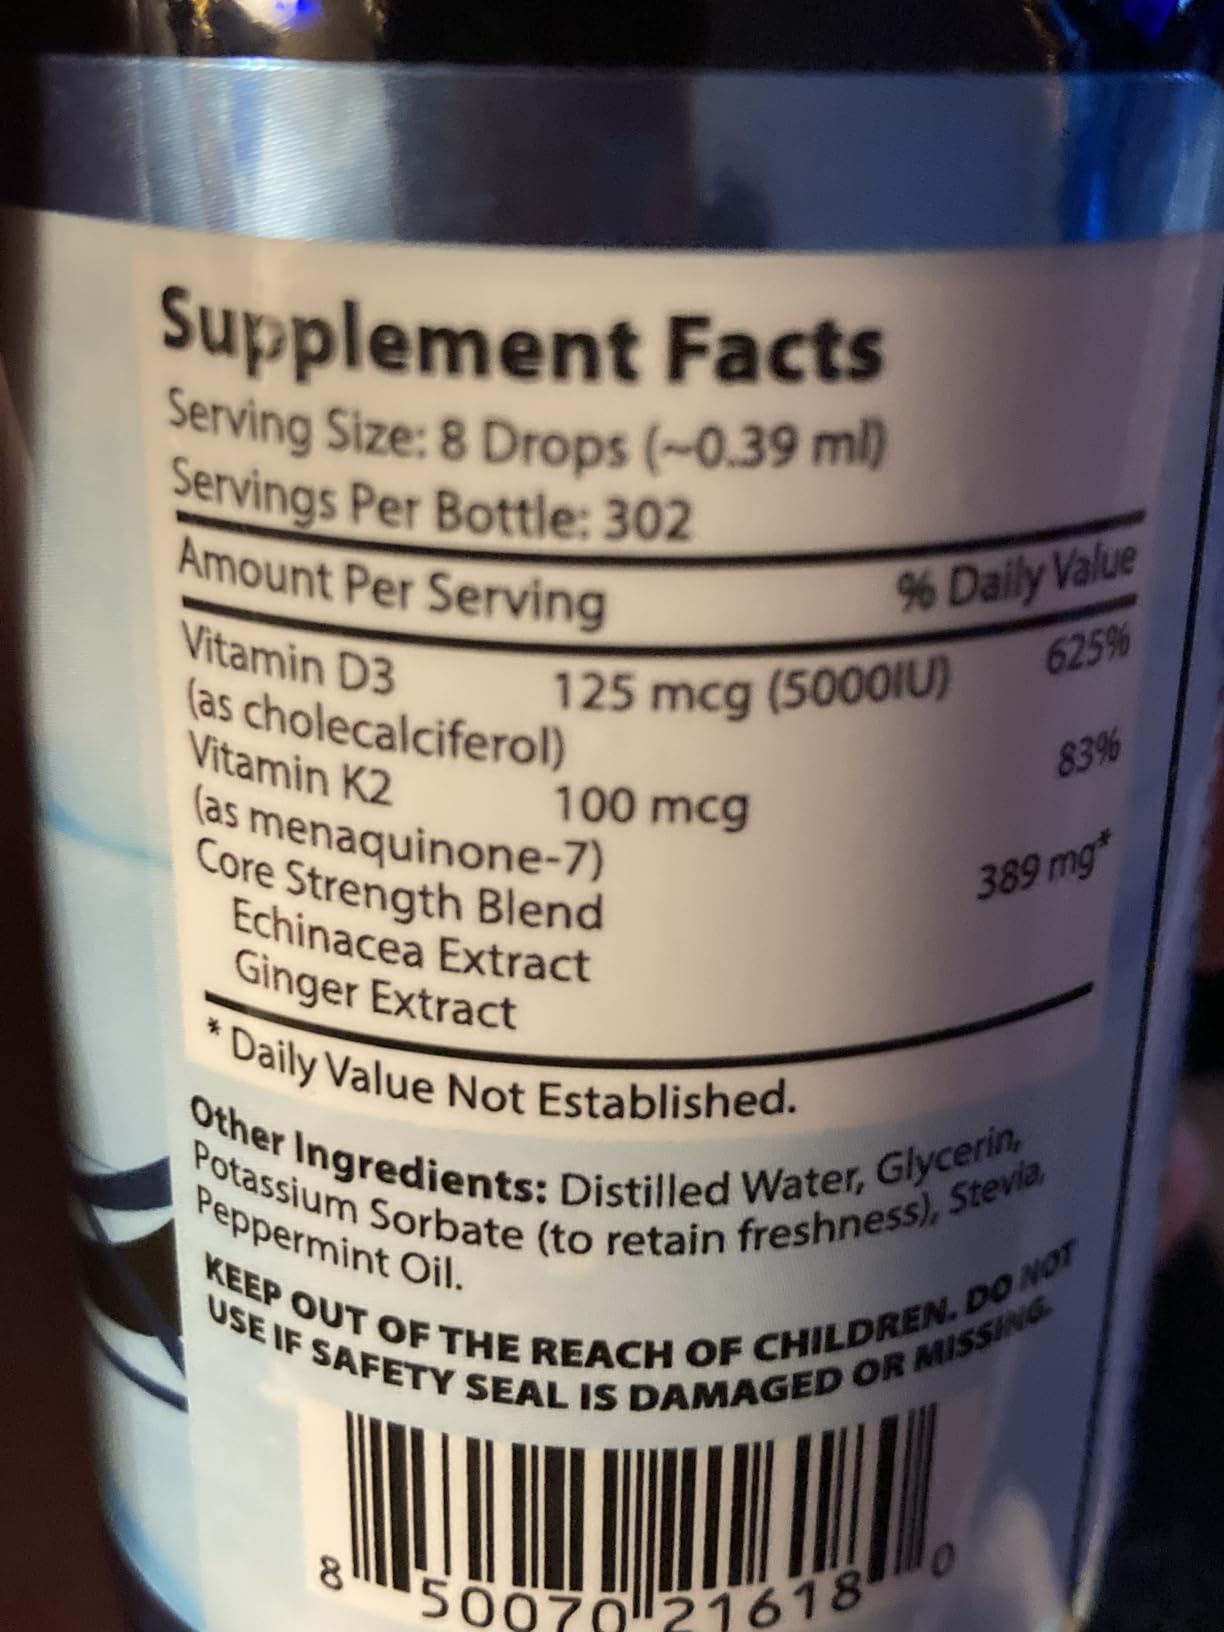 Supplement Facts
Serving Size: 8 Drops (~0.39 ml)
Servings Per Bottle: 302
Amount Per Serving % Daily Value
Vitamin D3 125 mcg (5000IU) 625%
(as cholecalciferol)
Vitamin K2 100 mcg 83%
(as menaquinone-7)
Core Strength Blend 389 mg*
Echinacea Extract
Ginger Extract
* Daily Value Not Established.
Other Ingredients: Distilled Water, Glycerin,
Potassium Sorbate (to retain freshness), Stevia,
Peppermint Oil.
KEEP OUT OF THE REACH OF CHILDREN. DO NOT
USE IF SAFETY SEAL IS DAMAGED OR MISSING.
8 50070 21618 0